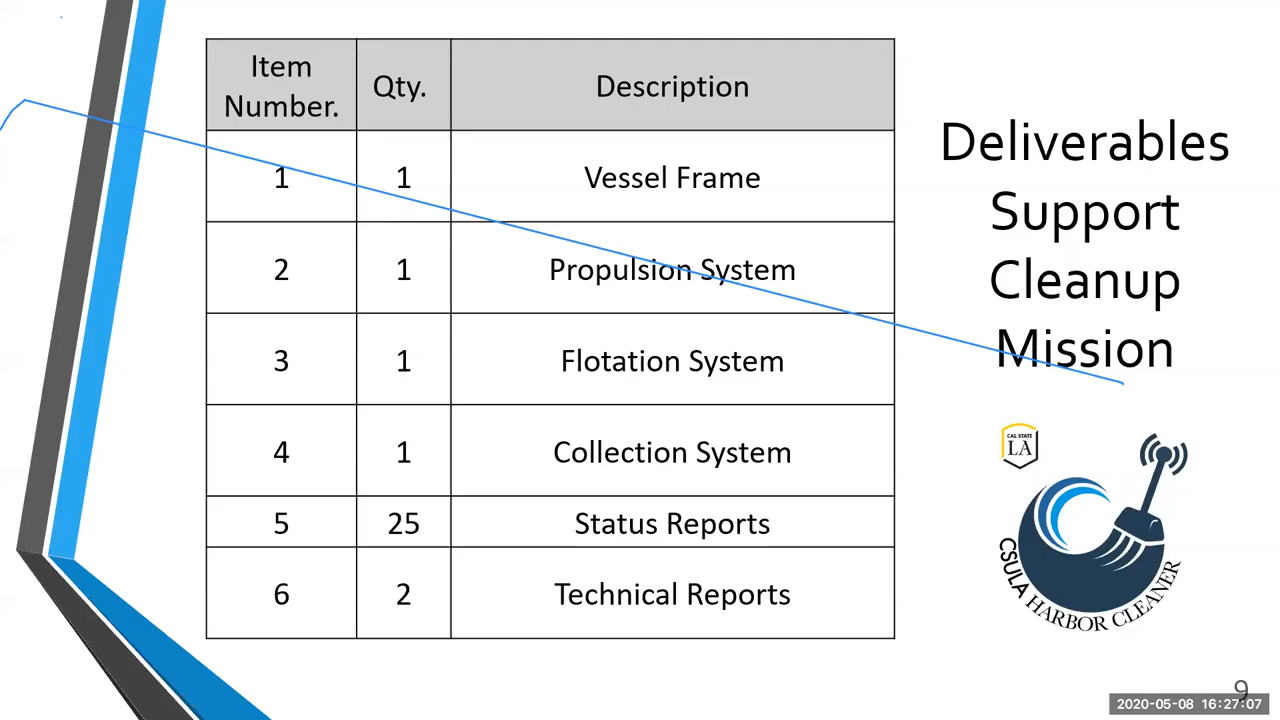 Item Number. Qty. Description
1 1 Vessel Frame
2 1 Propulsion System
3 1 Flotation System
4 1 Collection System
5 25 Status Reports
6 2 Technical Reports
Deliverables
Support
Cleanup
Mission
CAL STATE
LA
CSULA HARBOR CLEANER
9
2020-05-08 16:27:07